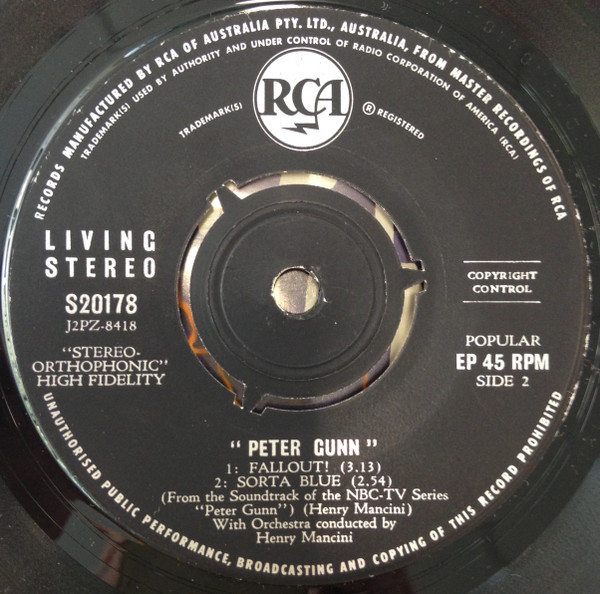 RECORDS MANUFACTURED BY RCA OF AUSTRALIA PTY. LTD., AUSTRALIA, FROM MASTER RECORDINGS OF RCA
TRADEMARK(S) USED BY AUTHORITY AND UNDER CONTROL OF RADIO CORPORATION OF AMERICA (RCA)
RCA
TRADEMARK(S) ® REGISTERED
LIVING
STEREO
S20178
J2PZ-8418
"STEREO-
ORTHOPHONIC"
HIGH FIDELITY
COPYRIGHT
CONTROL
POPULAR
EP 45 RPM
SIDE 2
"PETER GUNN"
1: FALLOUT! (3.13)
2: SORTA BLUE (2.54)
(From the Soundtrack of the NBC-TV Series
"Peter Gunn") (Henry Mancini)
With Orchestra conducted by
Henry Mancini
UNAUTHORISED PUBLIC PERFORMANCE, BROADCASTING AND COPYING OF THIS RECORD PROHIBITED